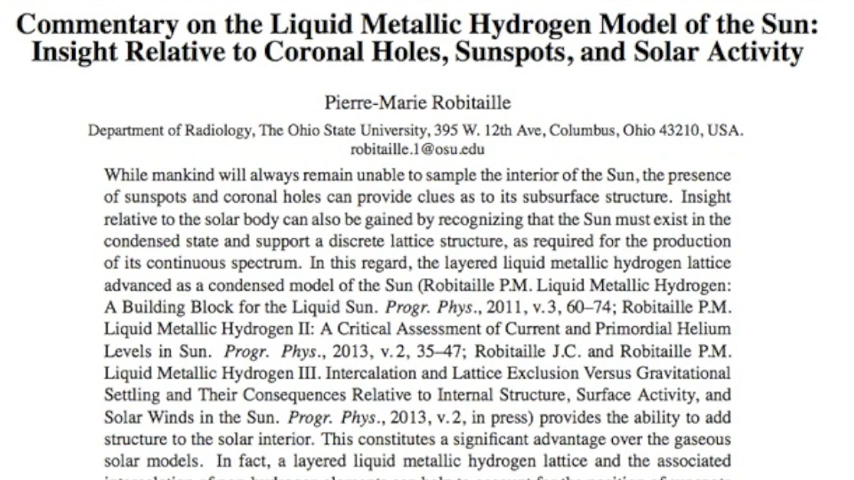 Commentary on the Liquid Metallic Hydrogen Model of the Sun:
Insight Relative to Coronal Holes, Sunspots, and Solar Activity
Pierre-Marie Robitaille
Department of Radiology, The Ohio State University, 395 W. 12th Ave, Columbus, Ohio 43210, USA.
robitaille.1@osu.edu
While mankind will always remain unable to sample the interior of the Sun, the presence
of sunspots and coronal holes can provide clues as to its subsurface structure. Insight
relative to the solar body can also be gained by recognizing that the Sun must exist in the
condensed state and support a discrete lattice structure, as required for the production
of its continuous spectrum. In this regard, the layered liquid metallic hydrogen lattice
advanced as a condensed model of the Sun (Robitaille P.M. Liquid Metallic Hydrogen:
A Building Block for the Liquid Sun. Progr. Phys., 2011, v. 3, 60–74; Robitaille P.M.
Liquid Metallic Hydrogen II: A Critical Assessment of Current and Primordial Helium
Levels in Sun. Progr. Phys., 2013, v. 2, 35–47; Robitaille J.C. and Robitaille P.M.
Liquid Metallic Hydrogen III. Intercalation and Lattice Exclusion Versus Gravitational
Settling and Their Consequences Relative to Internal Structure, Surface Activity, and
Solar Winds in the Sun. Progr. Phys., 2013, v. 2, in press) provides the ability to add
structure to the solar interior. This constitutes a significant advantage over the gaseous
solar models. In fact, a layered liquid metallic hydrogen lattice and the associated